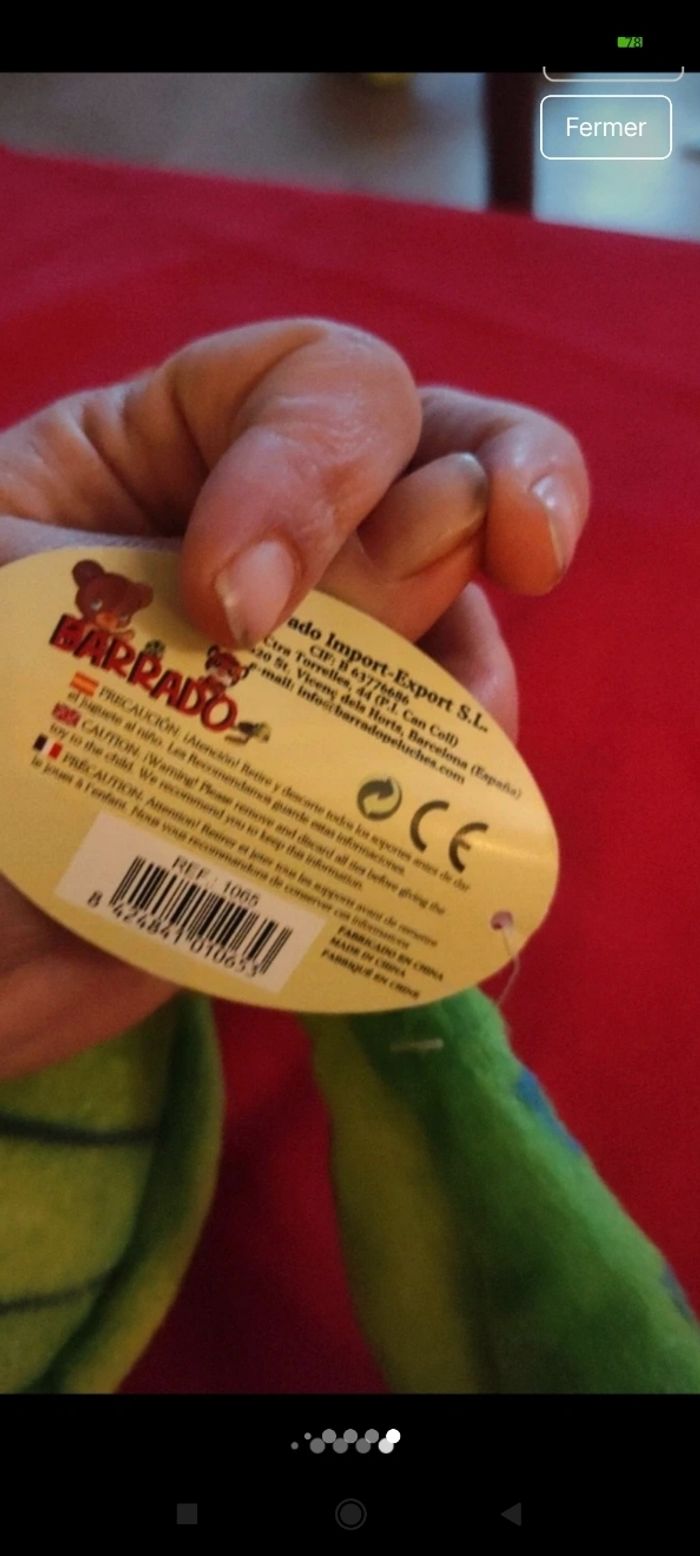 78
Fermer
BARRADO
ado Import-Export S.L.
CIF: B 63776686
Ctra Torrelles, 44 (P.I. Can Coll)
20 St. Vicenç dels Horts, Barcelona (España)
e-mail: info@barradopeluches.com
PRECAUCIÓN. ¡Atención! Retire y descarte todos los soportes antes de dar
el juguete al niño. Les Recomendamos guarde estas informaciones.
CAUTION. ¡Warning! Please remove and discard all ties before giving the
toy to the child. We recommend you to keep this information.
PRÉCAUTION. Attention! Retirer et jeter tous les supports avant de remettre
le jouet à l'enfant. Nous vous recommandons de conserver ces informations
CE
REF.: 1065
8 424841 010653
FABRICADO EN CHINA
MADE IN CHINA
FABRIQUÉ EN CHINE